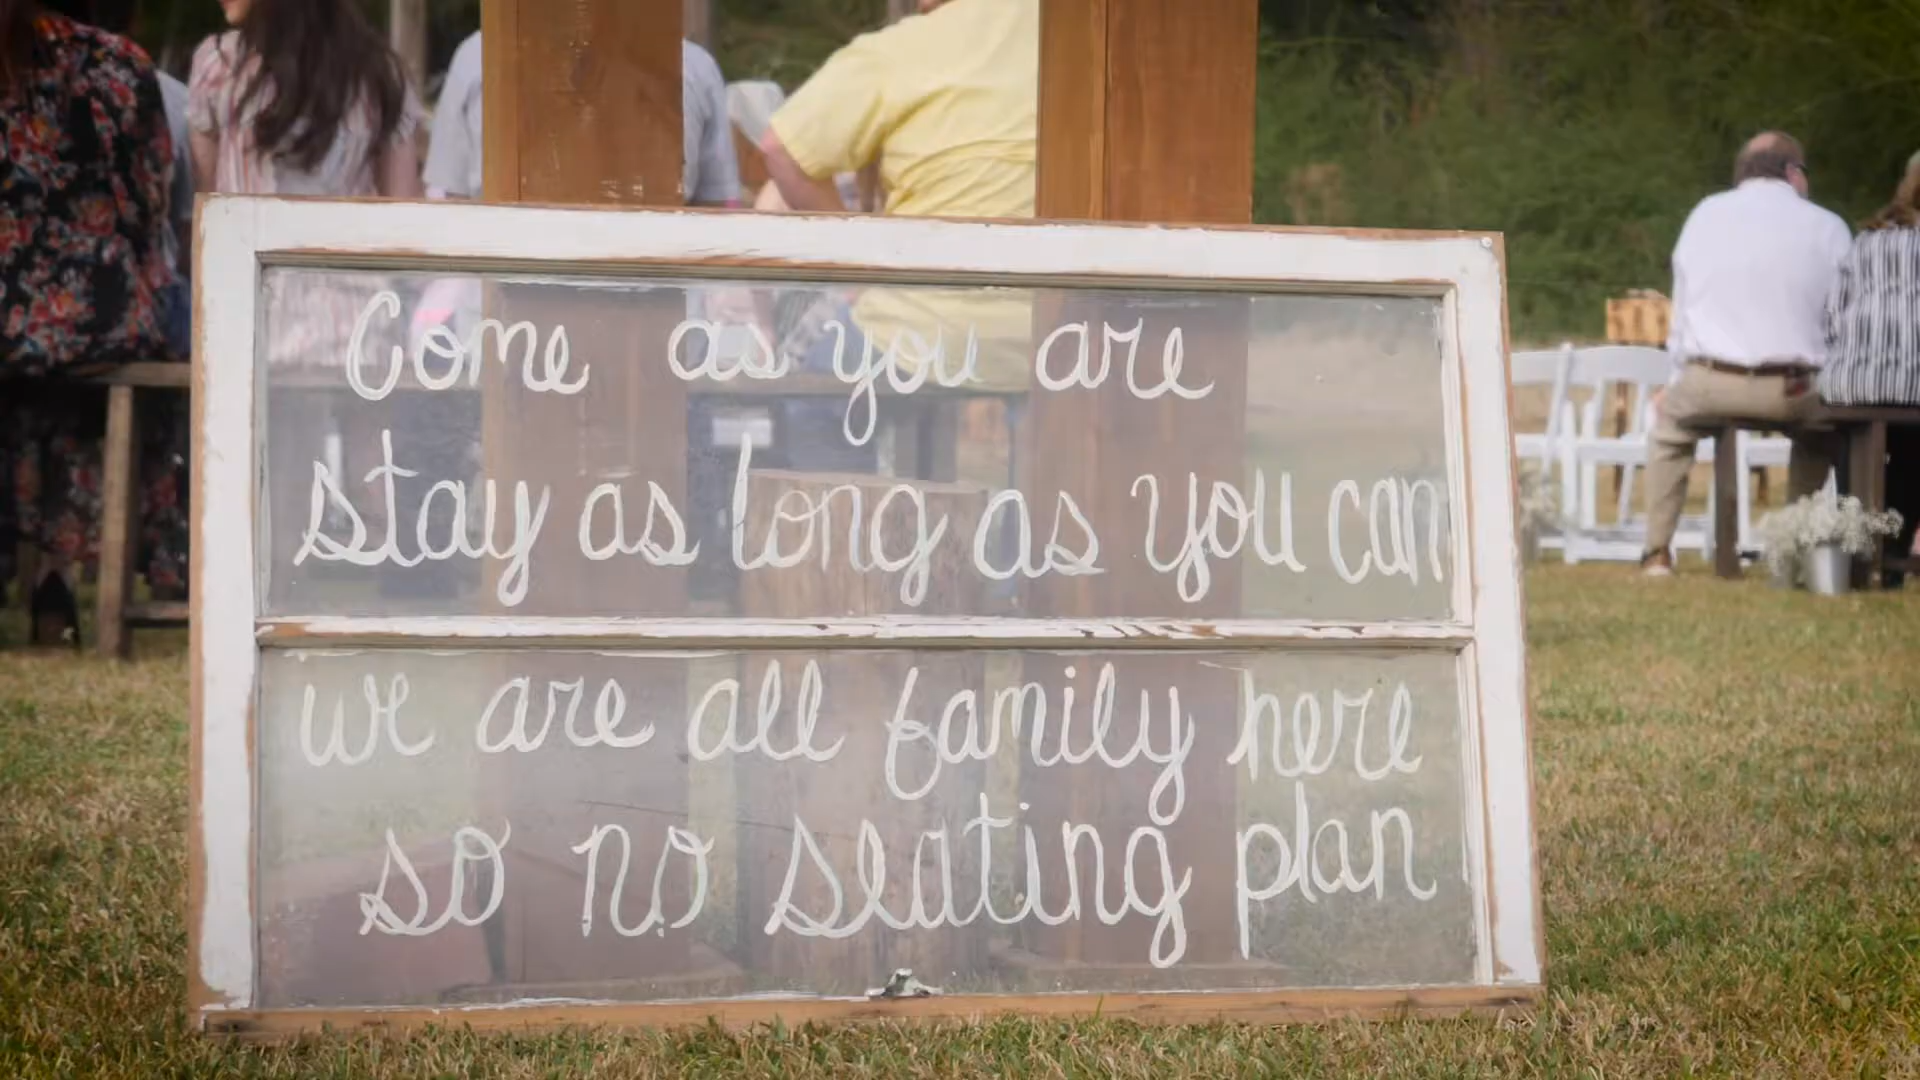 Come as you are
stay as long as you can
we are all family here
so no seating plan